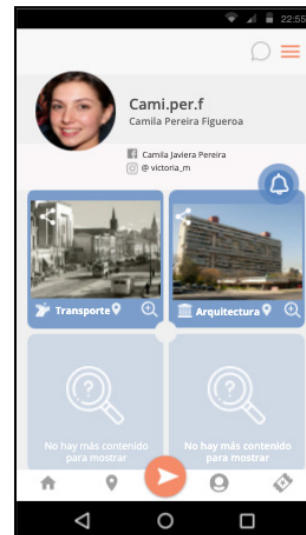 22:55
Cami.per.f
Camila Pereira Figueroa
Camila Javiera Pereira
@ victoria_m
Transporte
Arquitectura
No hay más contenido
para mostrar
No hay más contenido
para mostrar